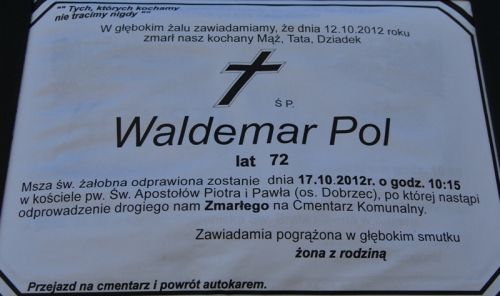 "" Tych, których kochamy
nie tracimy nigdy ""
W głębokim żalu zawiadamiamy, że dnia 12.10.2012 roku
zmarł nasz kochany Mąż, Tata, Dziadek
Ś P.
Waldemar Pol
lat 72
Msza św. żałobna odprawiona zostanie dnia 17.10.2012r. o godz. 10:15
w kościele pw. Św. Apostołów Piotra i Pawła (os. Dobrzec), po której nastąpi
odprowadzenie drogiego nam Zmarłego na Cmentarz Komunalny.
Zawiadamia pogrążona w głębokim smutku
żona z rodziną
Przejazd na cmentarz i powrót autokarem.